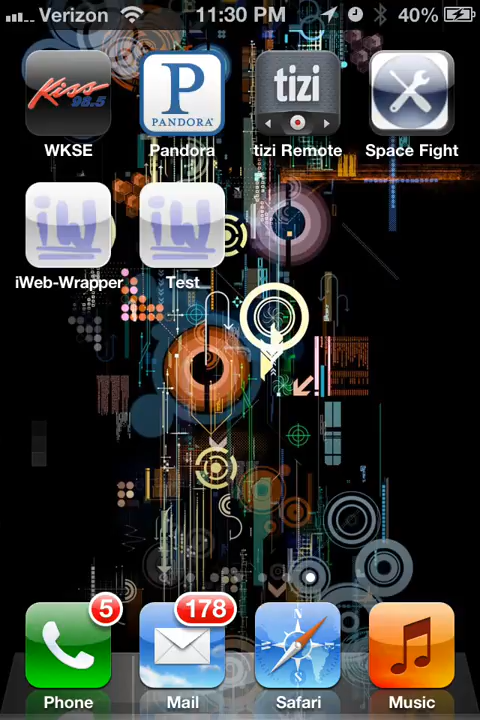 Verizon 11:30 PM 40%
Kiss
98.5
P
PANDORA
tizi
WKSE Pandora tizi Remote Space Fight
iW iW
iWeb-Wrapper Test
5 178
N
Phone Mail Safari Music